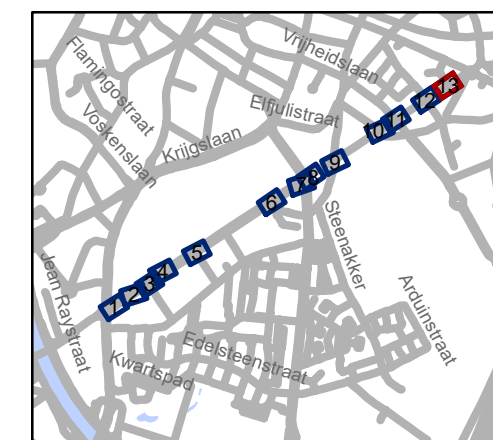 Vrijheidslaan
Flamingostraat
Elfjulistraat
Voskenslaan
Krijgslaan
Steenakker
Jean Raystraat
Arduinstraat
Edelsteenstraat
Kwartspad
1
2
3
4
5
6
7
8
9
10
11
12
13